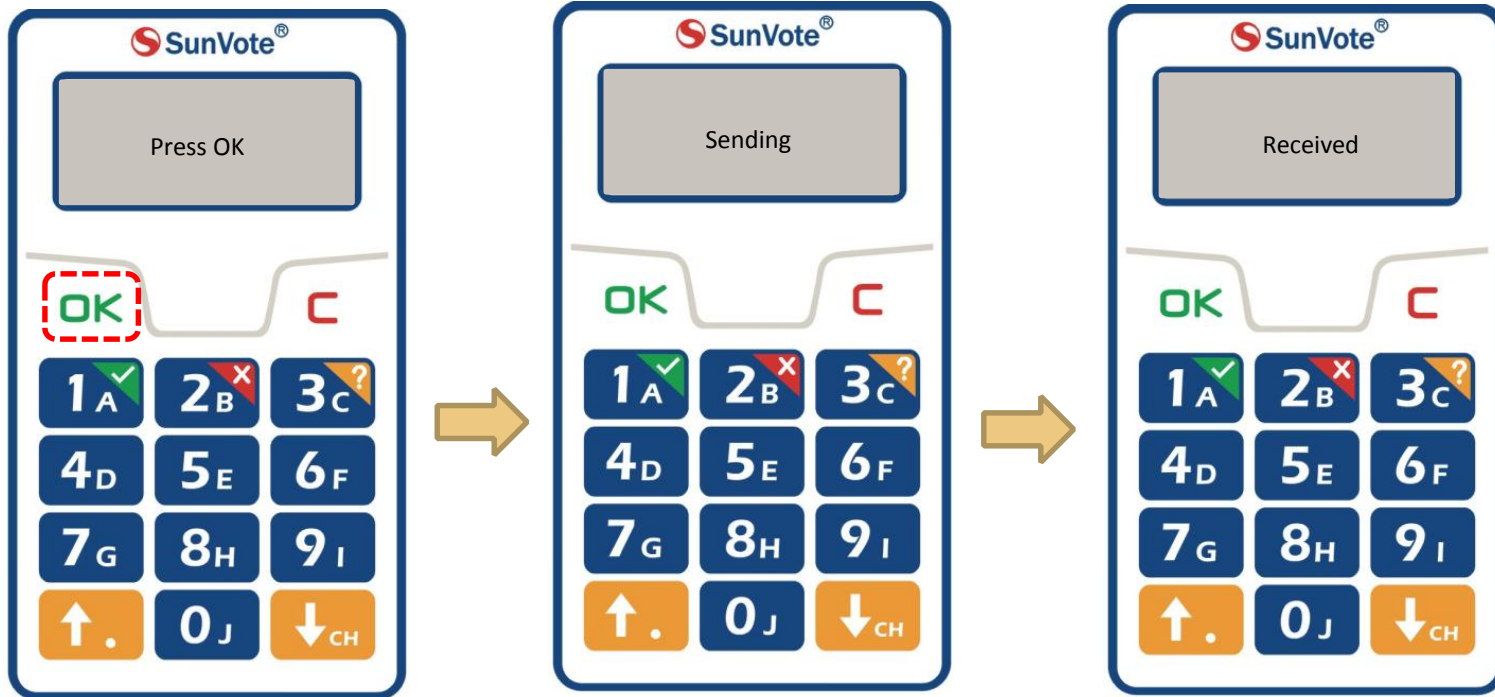 SunVote®
Press OK
OK C
1A 2B 3C ?
4D 5E 6F
7G 8H 9I
. 0J CH
SunVote®
Sending
OK C
1A 2B 3C ?
4D 5E 6F
7G 8H 9I
. 0J CH
SunVote®
Received
OK C
1A 2B 3C ?
4D 5E 6F
7G 8H 9I
. 0J CH